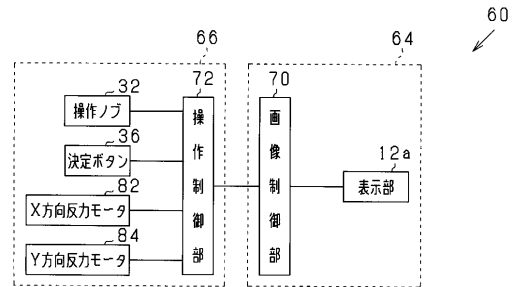 60
66
64
32
操作ノブ
36
決定ボタン
82
X方向反力モータ
84
Y方向反力モータ
72
操作制御部
70
画像制御部
12a
表示部